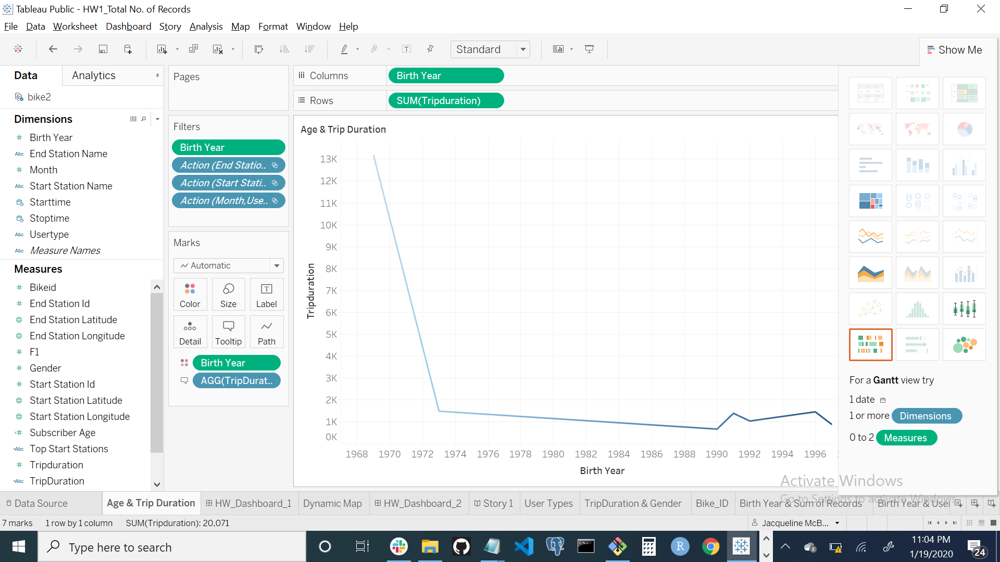 Tableau Public - HW1_Total No. of Records
File Data Worksheet Dashboard Story Analysis Map Format Window Help
Standard
Show Me
Data Analytics
bike2
Dimensions
Birth Year
End Station Name
Month
Start Station Name
Starttime
Stoptime
Usertype
Measure Names
Measures
Bikeid
End Station Id
End Station Latitude
End Station Longitude
F1
Gender
Start Station Id
Start Station Latitude
Start Station Longitude
Subscriber Age
Top Start Stations
Tripduration
TripDuration
Pages
Filters
Birth Year
Action (End Statio..
Action (Start Stati..
Action (Month,Use..
Marks
Automatic
Color Size Label
Detail Tooltip Path
Birth Year
AGG(TripDurat..
Columns Birth Year
Rows SUM(Tripduration)
Age & Trip Duration
13K
12K
11K
10K
9K
8K
7K
6K
5K
4K
3K
2K
1K
0K
Tripduration
1968 1970 1972 1974 1976 1978 1980 1982 1984 1986 1988 1990 1992 1994 1996
Birth Year
For a Gantt view try
1 date
1 or more Dimensions
0 to 2 Measures
Activate Windows
Go to Settings to activate Windows.
Data Source Age & Trip Duration HW_Dashboard_1 Dynamic Map HW_Dashboard_2 Story 1 User Types TripDuration & Gender Bike_ID Birth Year & Sum of Records Birth Year & User
7 marks 1 row by 1 column SUM(Tripduration): 20,071
Jacqueline McB...
Type here to search
11:04 PM
1/19/2020
24